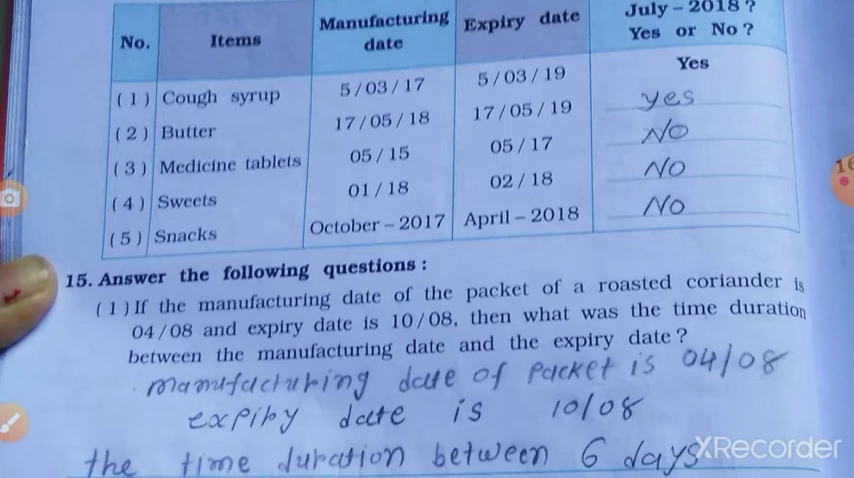 July – 2018 ?
No. Items Manufacturing date Expiry date Yes or No ?
Yes
(1) Cough syrup 5/03/17 5/03/19 yes
(2) Butter 17/05/18 17/05/19 NO
(3) Medicine tablets 05/15 05/17 NO
(4) Sweets 01/18 02/18 NO
(5) Snacks October – 2017 April – 2018
15. Answer the following questions :
(1) If the manufacturing date of the packet of a roasted coriander is
04/08 and expiry date is 10/08, then what was the time duration
between the manufacturing date and the expiry date ?
manufacturing date of packet is 04/08
expiry date is 10/08
the time duration between 6 days
XRecorder